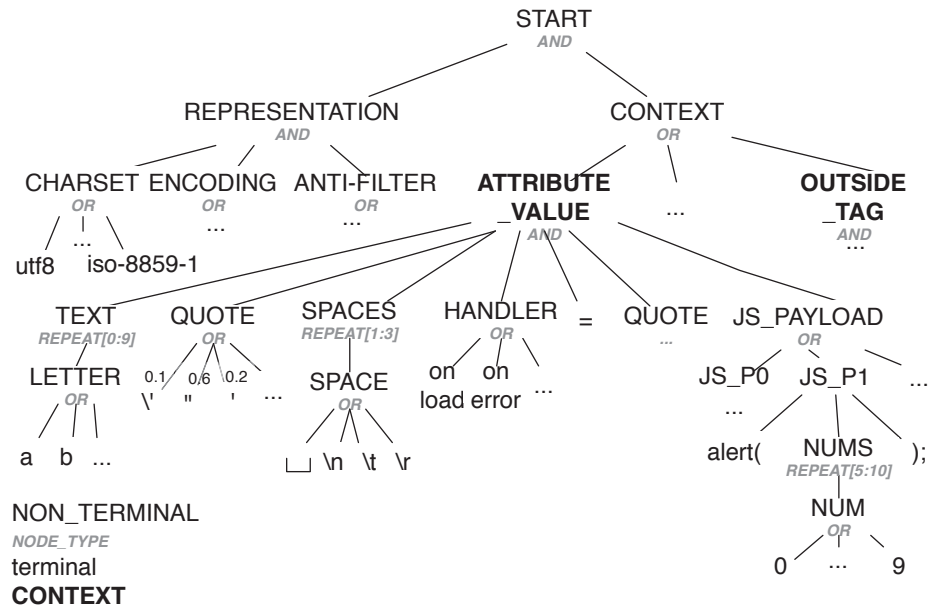 START
AND
REPRESENTATION CONTEXT
AND OR
CHARSET ENCODING ANTI-FILTER ATTRIBUTE _VALUE ... OUTSIDE _TAG
OR OR OR AND AND
... ... ... ...
utf8 iso-8859-1
TEXT QUOTE SPACES HANDLER = QUOTE JS_PAYLOAD
REPEAT[0:9] OR REPEAT[1:3] OR ... OR
LETTER 0.1 0.6 0.2 SPACE on load on error ... JS_P0 JS_P1 ...
OR \' " ' ... OR ...
a b ... \n \t \r alert( NUMS );
REPEAT[5:10]
NON_TERMINAL NUM
NODE_TYPE OR
terminal 0 ... 9
CONTEXT